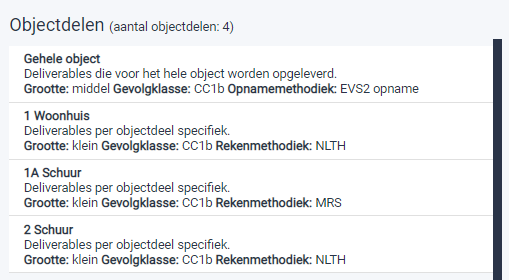 Objectdelen (aantal objectdelen: 4)
Gehele object
Deliverables die voor het hele object worden opgeleverd.
Grootte: middel Gevolgklasse: CC1b Opnamemethodiek: EVS2 opname
1 Woonhuis
Deliverables per objectdeel specifiek.
Grootte: klein Gevolgklasse: CC1b Rekenmethodiek: NLTH
1A Schuur
Deliverables per objectdeel specifiek.
Grootte: klein Gevolgklasse: CC1b Rekenmethodiek: MRS
2 Schuur
Deliverables per objectdeel specifiek.
Grootte: klein Gevolgklasse: CC1b Rekenmethodiek: NLTH